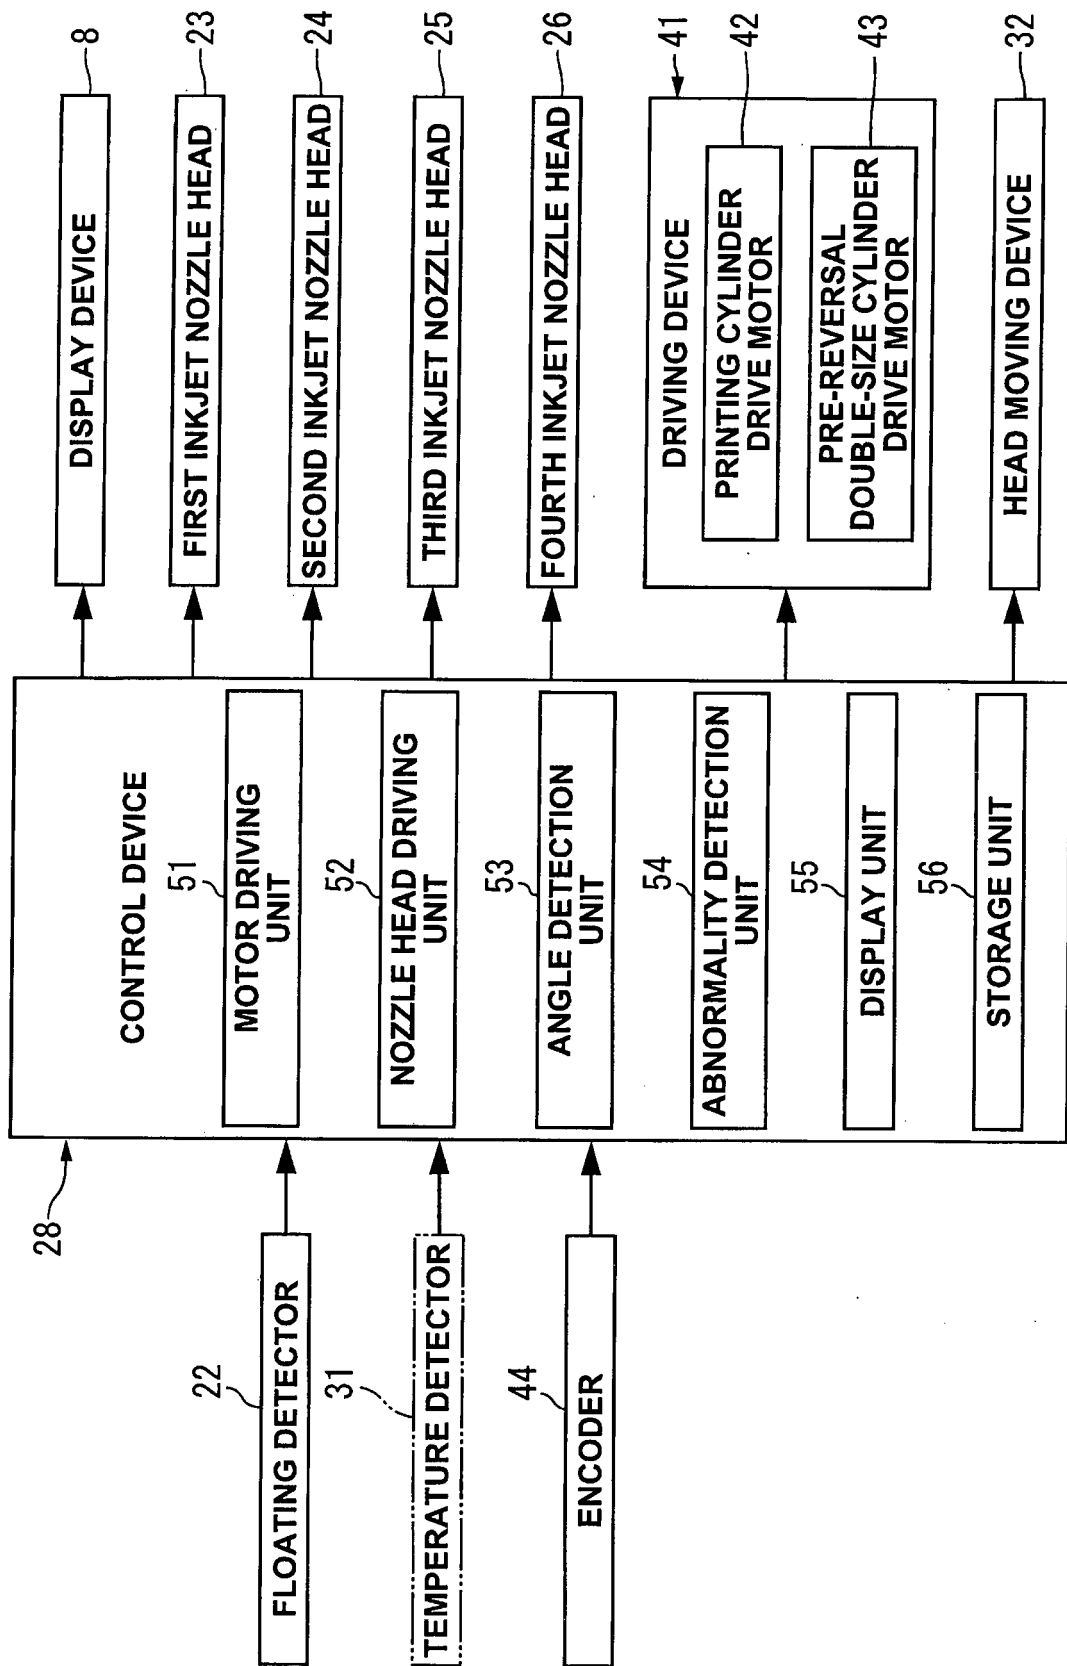 22
FLOATING DETECTOR
31
TEMPERATURE DETECTOR
44
ENCODER
28
CONTROL DEVICE
51
MOTOR DRIVING
UNIT
52
NOZZLE HEAD DRIVING
UNIT
53
ANGLE DETECTION
UNIT
54
ABNORMALITY DETECTION
UNIT
55
DISPLAY UNIT
56
STORAGE UNIT
DISPLAY DEVICE
8
FIRST INKJET NOZZLE HEAD
23
SECOND INKJET NOZZLE HEAD
24
THIRD INKJET NOZZLE HEAD
25
FOURTH INKJET NOZZLE HEAD
26
DRIVING DEVICE
41
PRINTING CYLINDER
DRIVE MOTOR
42
PRE-REVERSAL
DOUBLE-SIZE CYLINDER
DRIVE MOTOR
43
HEAD MOVING DEVICE
32